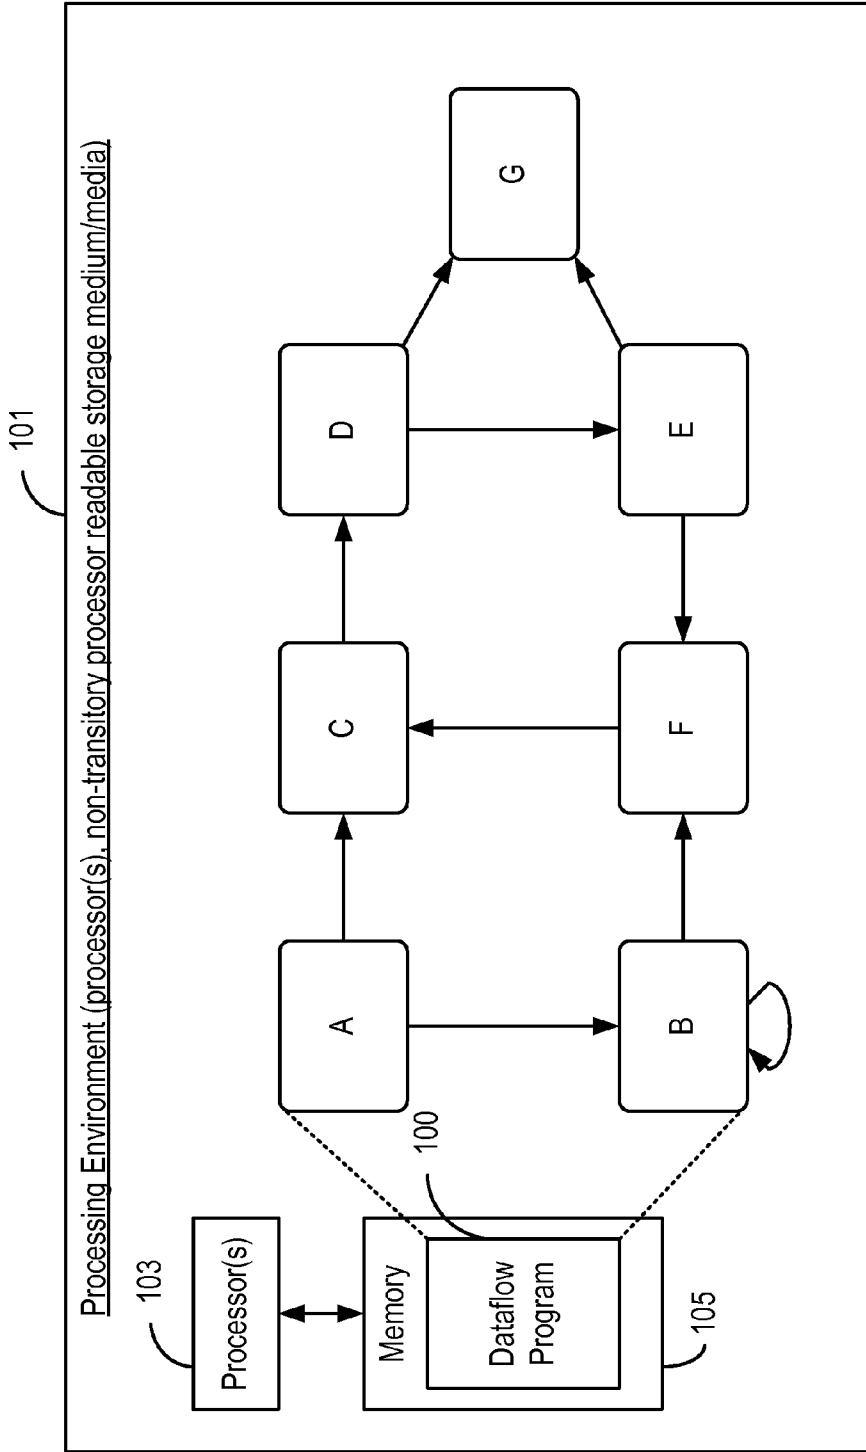 101
Processing Environment (processor(s), non-transitory processor readable storage medium/media)
103
Processor(s)
Memory
100
Dataflow
Program
105
A
C
D
G
B
F
E